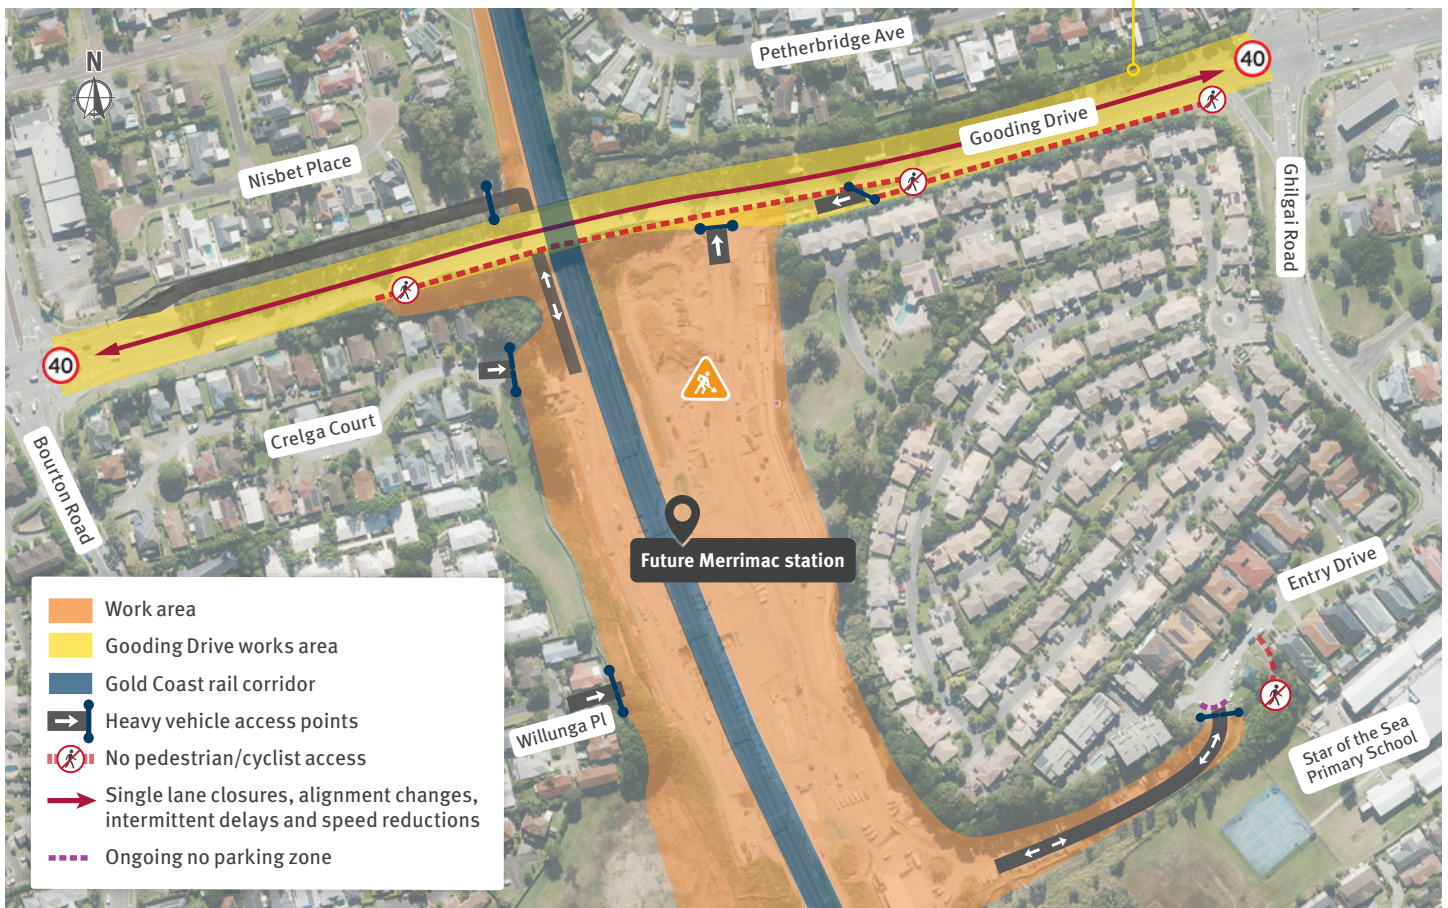 N
Petherbridge Ave
40
Gooding Drive
Nisbet Place
Ghilgai Road
40
Crelga Court
Bourton Road
Future Merrimac station
Entry Drive
Willunga Pl
Star of the Sea
Primary School
Work area
Gooding Drive works area
Gold Coast rail corridor
Heavy vehicle access points
No pedestrian/cyclist access
Single lane closures, alignment changes,
intermittent delays and speed reductions
Ongoing no parking zone